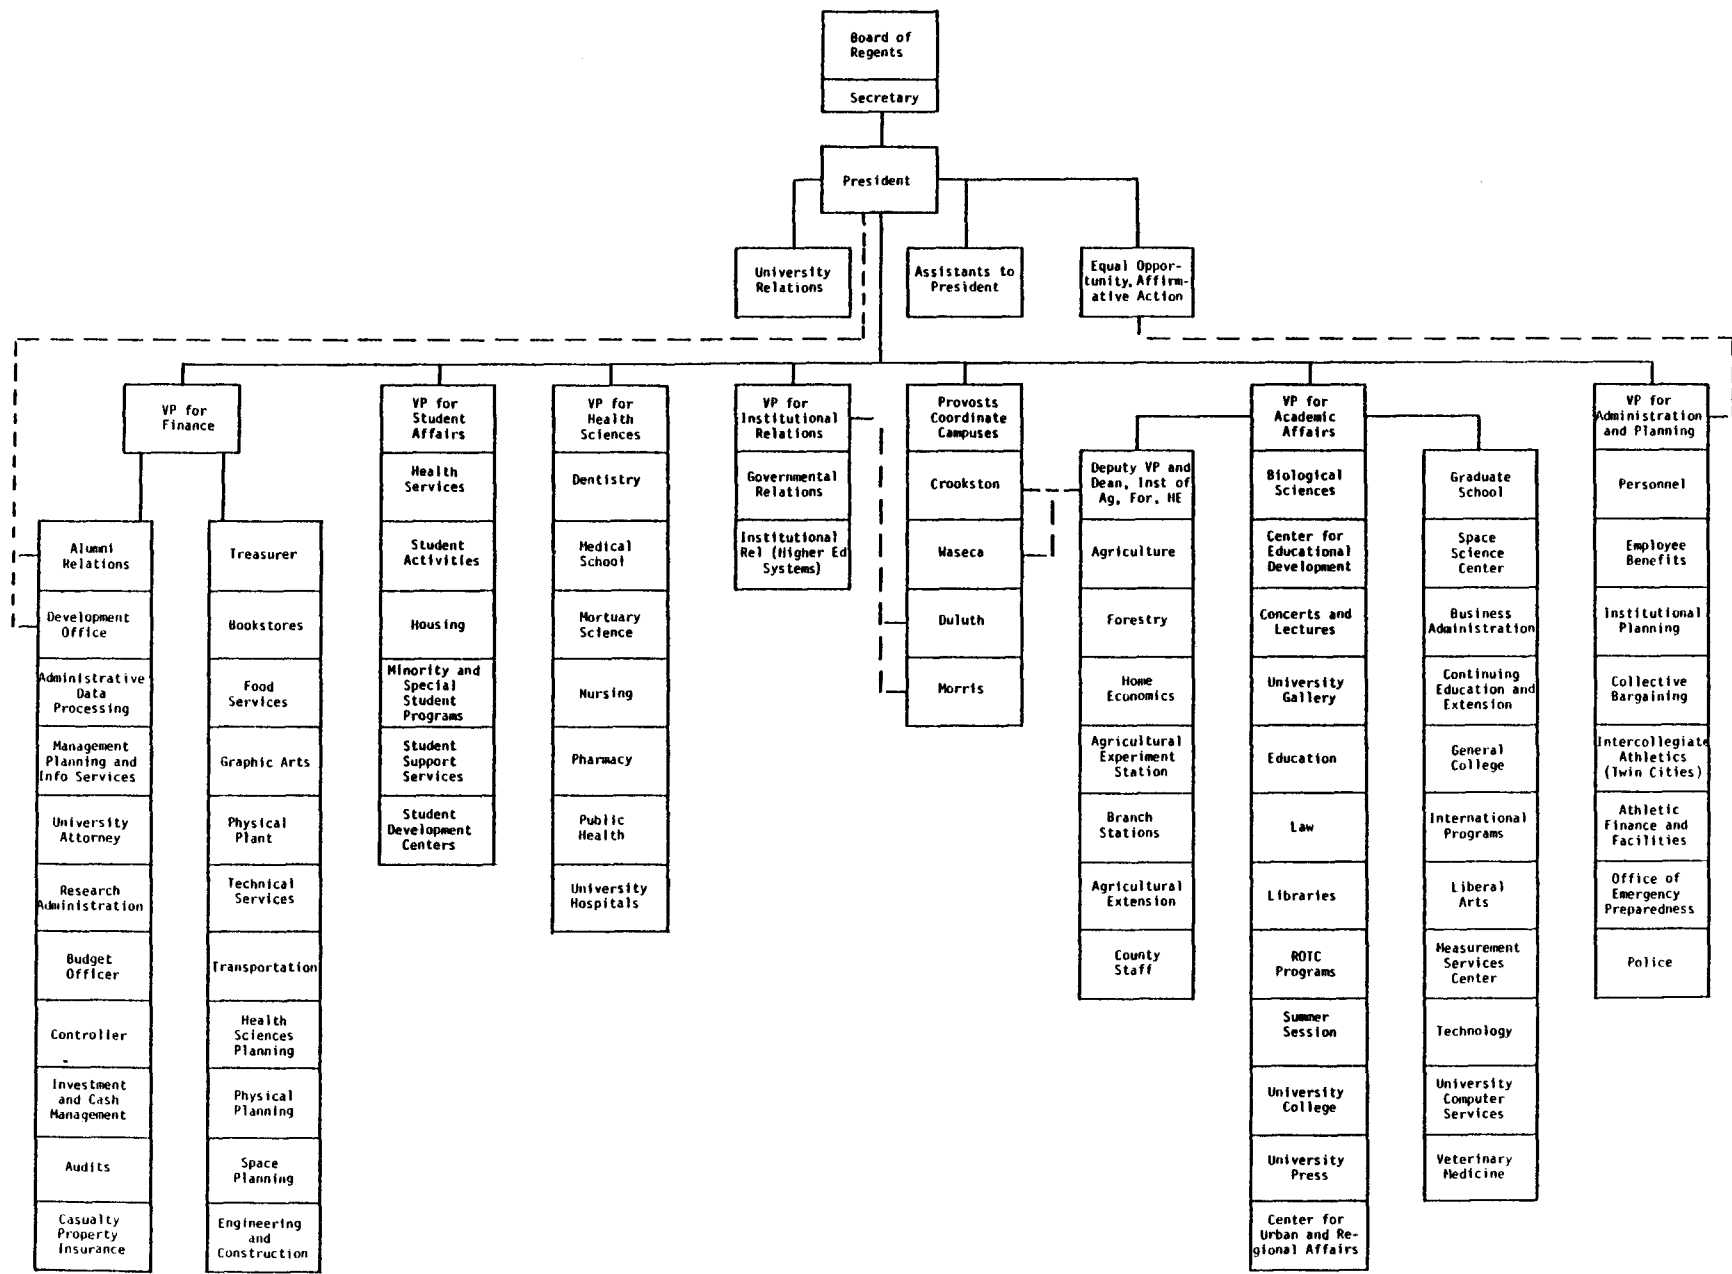 Board of
Regents
Secretary
President
University
Relations
Assistants to
President
Equal Oppor-
tunity, Affirm-
ative Action
VP for
Finance
Alumni
Relations
Development
Office
Administrative
Data
Processing
Management
Planning and
Info Services
University
Attorney
Research
Administration
Budget
Officer
Controller
Investment
and Cash
Management
Audits
Casualty
Property
Insurance
Treasurer
Bookstores
Food
Services
Graphic Arts
Physical
Plant
Technical
Services
Transportation
Health
Sciences
Planning
Physical
Planning
Space
Planning
Engineering
and
Construction
VP for
Student
Affairs
Health
Services
Student
Activities
Housing
Minority and
Special
Student
Programs
Student
Support
Services
Student
Development
Centers
VP for
Health
Sciences
Dentistry
Medical
School
Mortuary
Science
Nursing
Pharmacy
Public
Health
University
Hospitals
VP for
Institutional
Relations
Governmental
Relations
Institutional
Rel (Higher Ed
Systems)
Provosts
Coordinate
Campuses
Crookston
Waseca
Duluth
Morris
Deputy VP and
Dean, Inst of
Ag, For, HE
Agriculture
Forestry
Home
Economics
Agricultural
Experiment
Station
Branch
Stations
Agricultural
Extension
County
Staff
VP for
Academic
Affairs
Biological
Sciences
Center for
Educational
Development
Concerts and
Lectures
University
Gallery
Education
Law
Libraries
ROTC
Programs
Summer
Session
University
College
University
Press
Center for
Urban and Re-
gional Affairs
Graduate
School
Space
Science
Center
Business
Administration
Continuing
Education and
Extension
General
College
International
Programs
Liberal
Arts
Measurement
Services
Center
Technology
University
Computer
Services
Veterinary
Medicine
VP for
Administration
and Planning
Personnel
Employee
Benefits
Institutional
Planning
Collective
Bargaining
Intercollegiate
Athletics
(Twin Cities)
Athletic
Finance and
Facilities
Office of
Emergency
Preparedness
Police